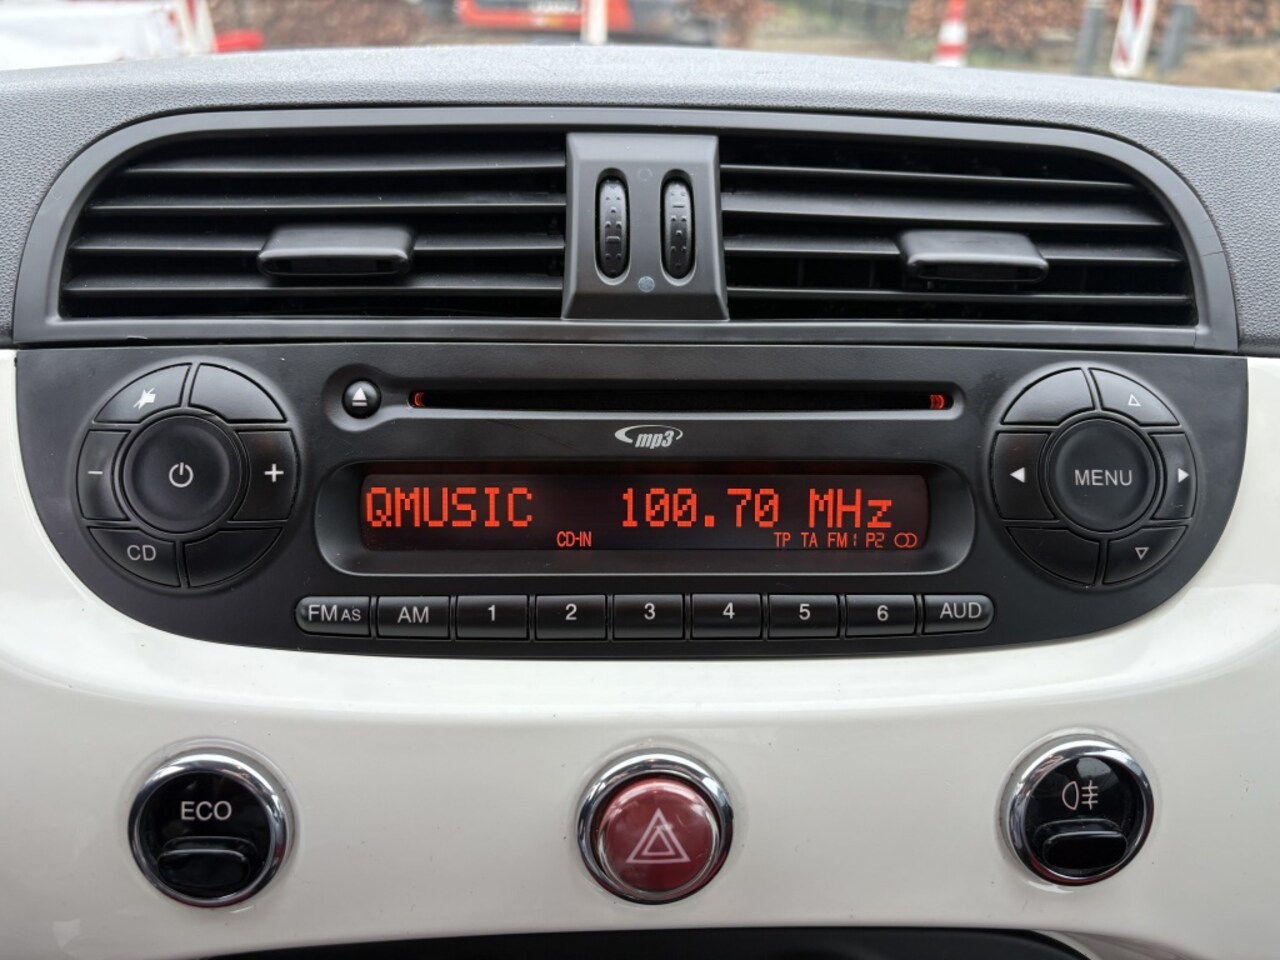 mp3
QMUSIC 100.70 MHz
CD-IN TP TA FM1 P2
- + MENU
CD
FM AS AM 1 2 3 4 5 6 AUD
ECO